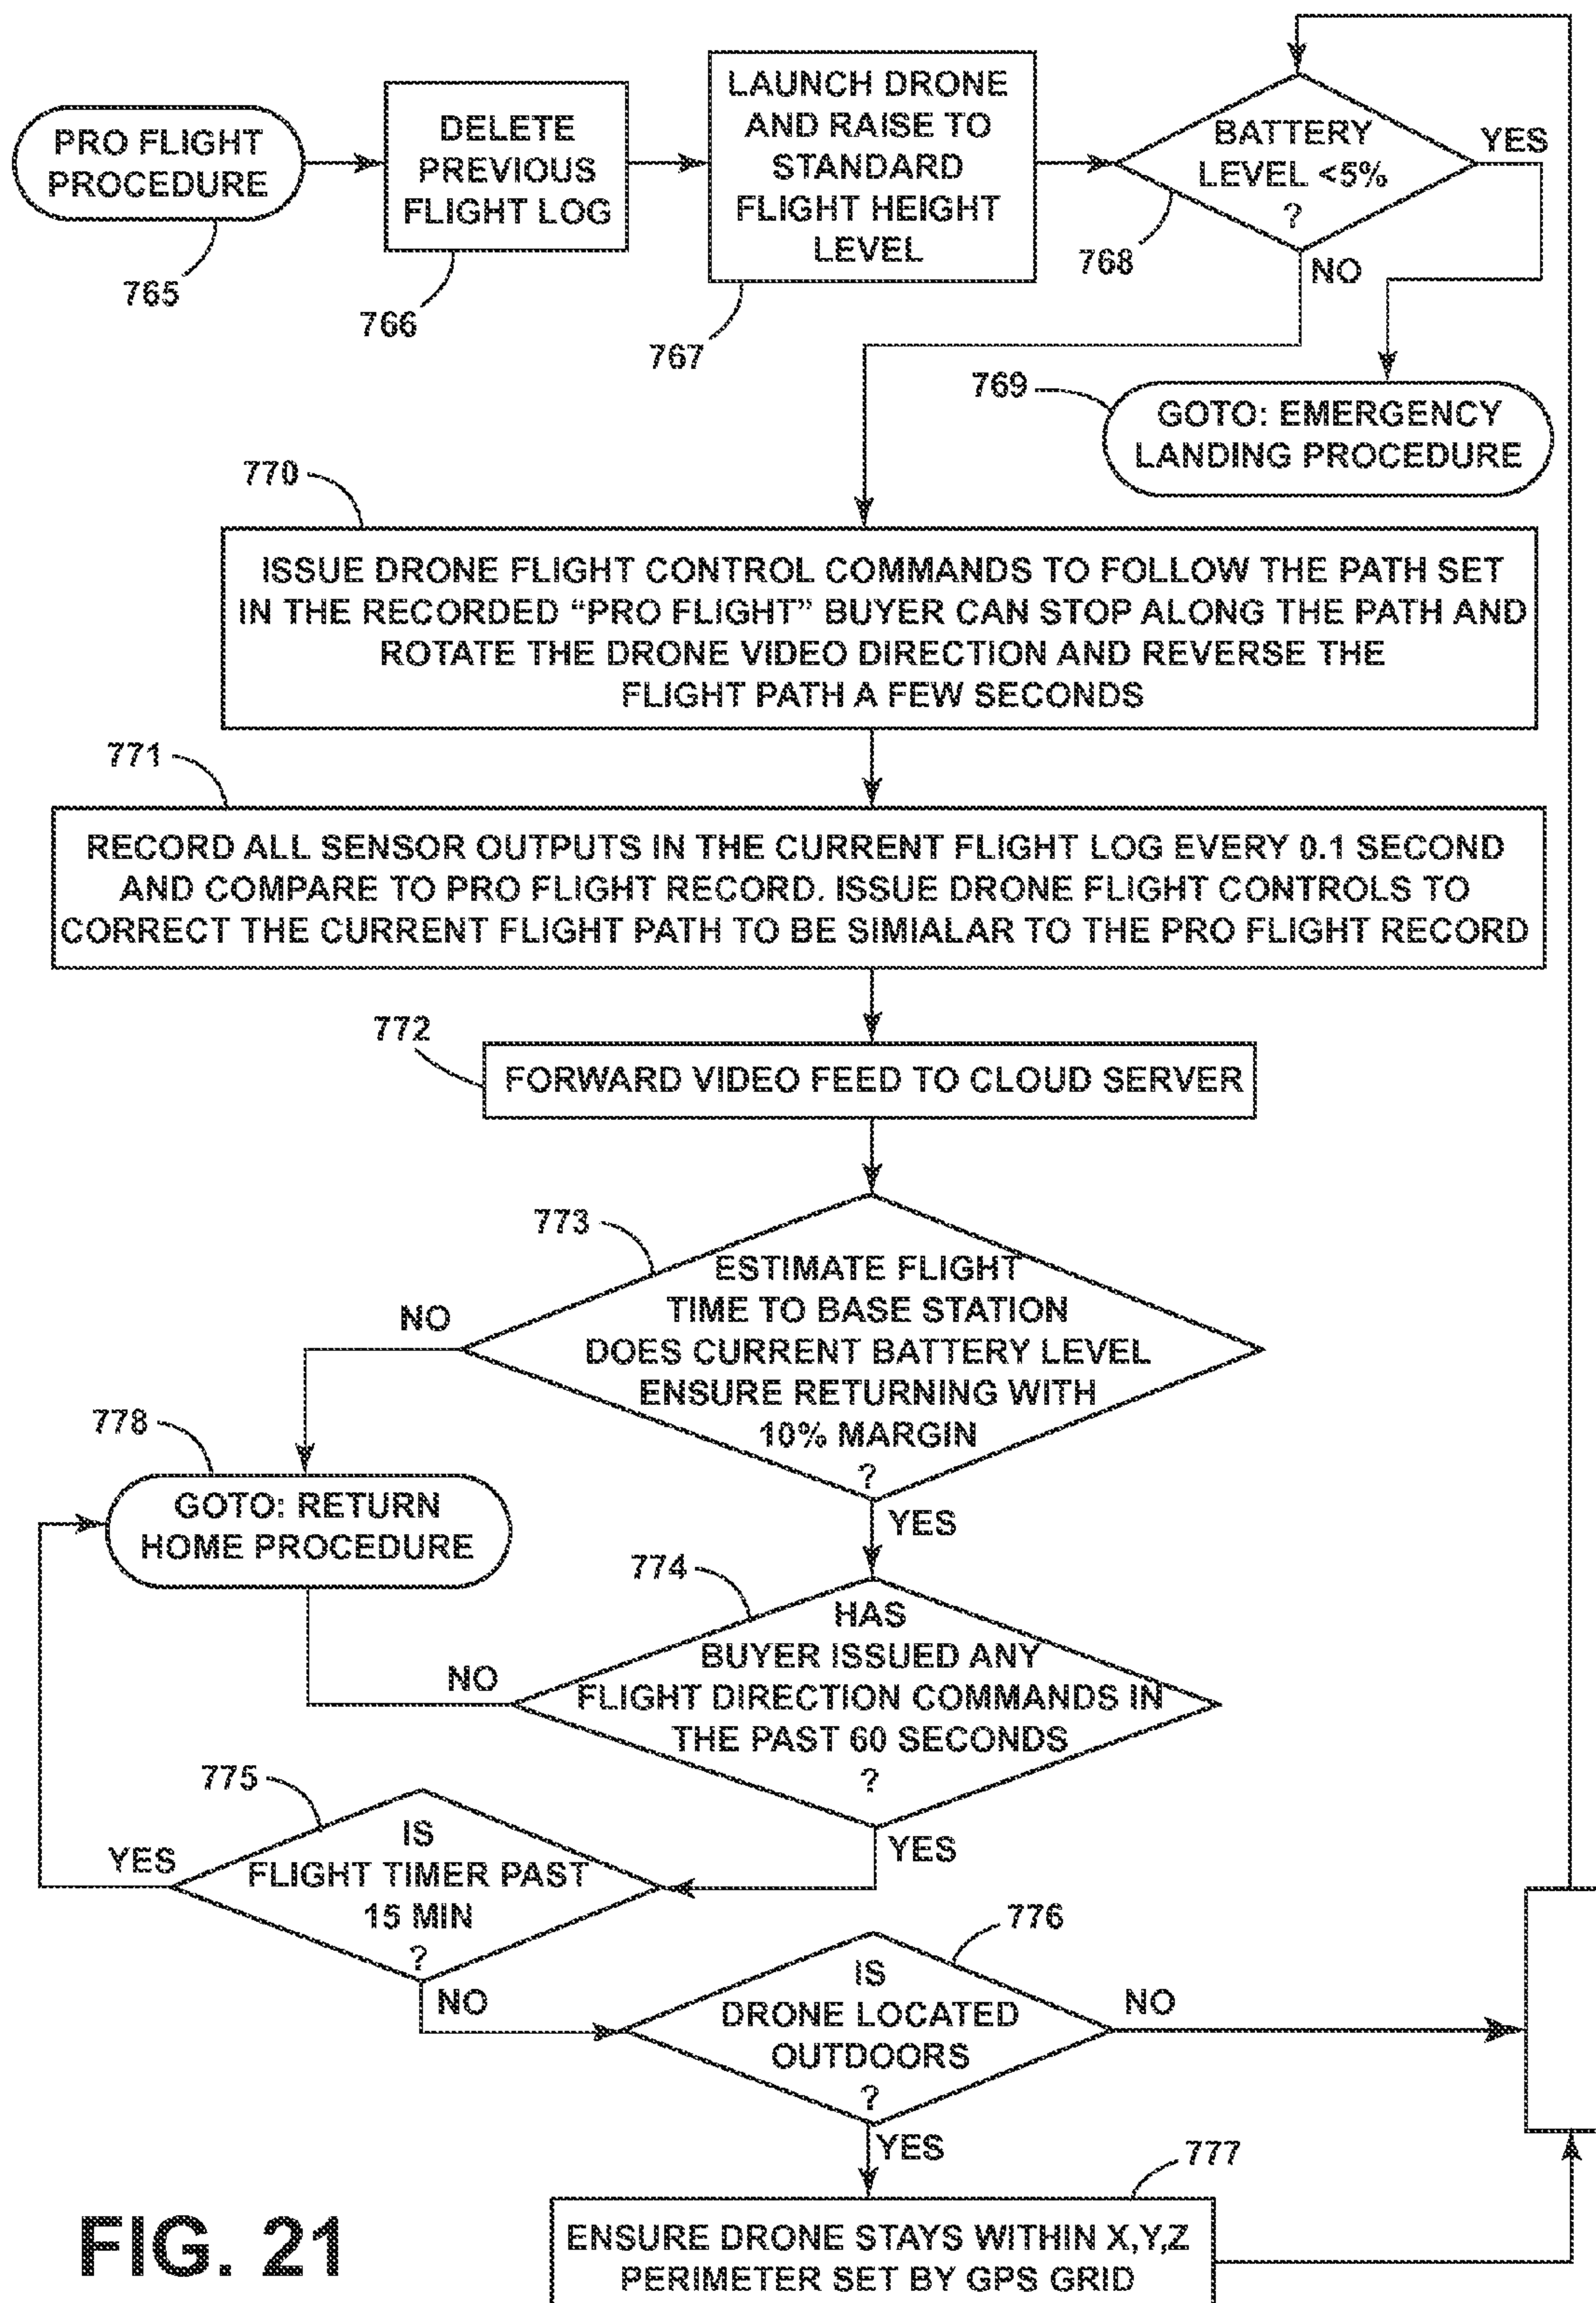 PRO FLIGHT
PROCEDURE
765
DELETE
PREVIOUS
FLIGHT LOG
766
LAUNCH DRONE
AND RAISE TO
STANDARD
FLIGHT HEIGHT
LEVEL
767
BATTERY
LEVEL <5%
?
768
YES
NO
769
GOTO: EMERGENCY
LANDING PROCEDURE
770
ISSUE DRONE FLIGHT CONTROL COMMANDS TO FOLLOW THE PATH SET
IN THE RECORDED “PRO FLIGHT” BUYER CAN STOP ALONG THE PATH AND
ROTATE THE DRONE VIDEO DIRECTION AND REVERSE THE
FLIGHT PATH A FEW SECONDS
771
RECORD ALL SENSOR OUTPUTS IN THE CURRENT FLIGHT LOG EVERY 0.1 SECOND
AND COMPARE TO PRO FLIGHT RECORD. ISSUE DRONE FLIGHT CONTROLS TO
CORRECT THE CURRENT FLIGHT PATH TO BE SIMIALAR TO THE PRO FLIGHT RECORD
772
FORWARD VIDEO FEED TO CLOUD SERVER
773
ESTIMATE FLIGHT
TIME TO BASE STATION
DOES CURRENT BATTERY LEVEL
ENSURE RETURNING WITH
10% MARGIN
?
NO
YES
778
GOTO: RETURN
HOME PROCEDURE
774
HAS
BUYER ISSUED ANY
FLIGHT DIRECTION COMMANDS IN
THE PAST 60 SECONDS
?
NO
YES
775
IS
FLIGHT TIMER PAST
15 MIN
?
YES
NO
776
IS
DRONE LOCATED
OUTDOORS
?
NO
YES
777
ENSURE DRONE STAYS WITHIN X,Y,Z
PERIMETER SET BY GPS GRID
FIG. 21